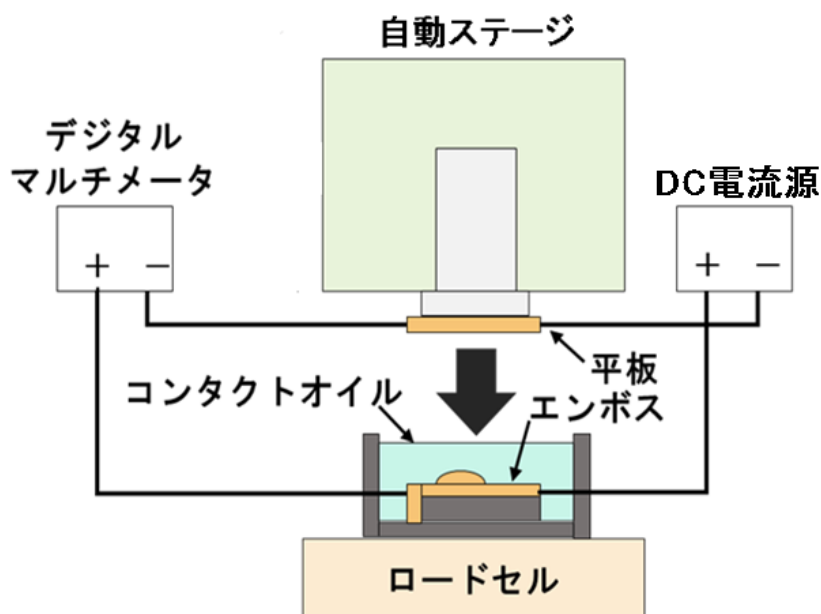 自動ステージ
デジタル
マルチメータ
DC電流源
+ −
+ −
平板
コンタクトオイル
エンボス
ロードセル